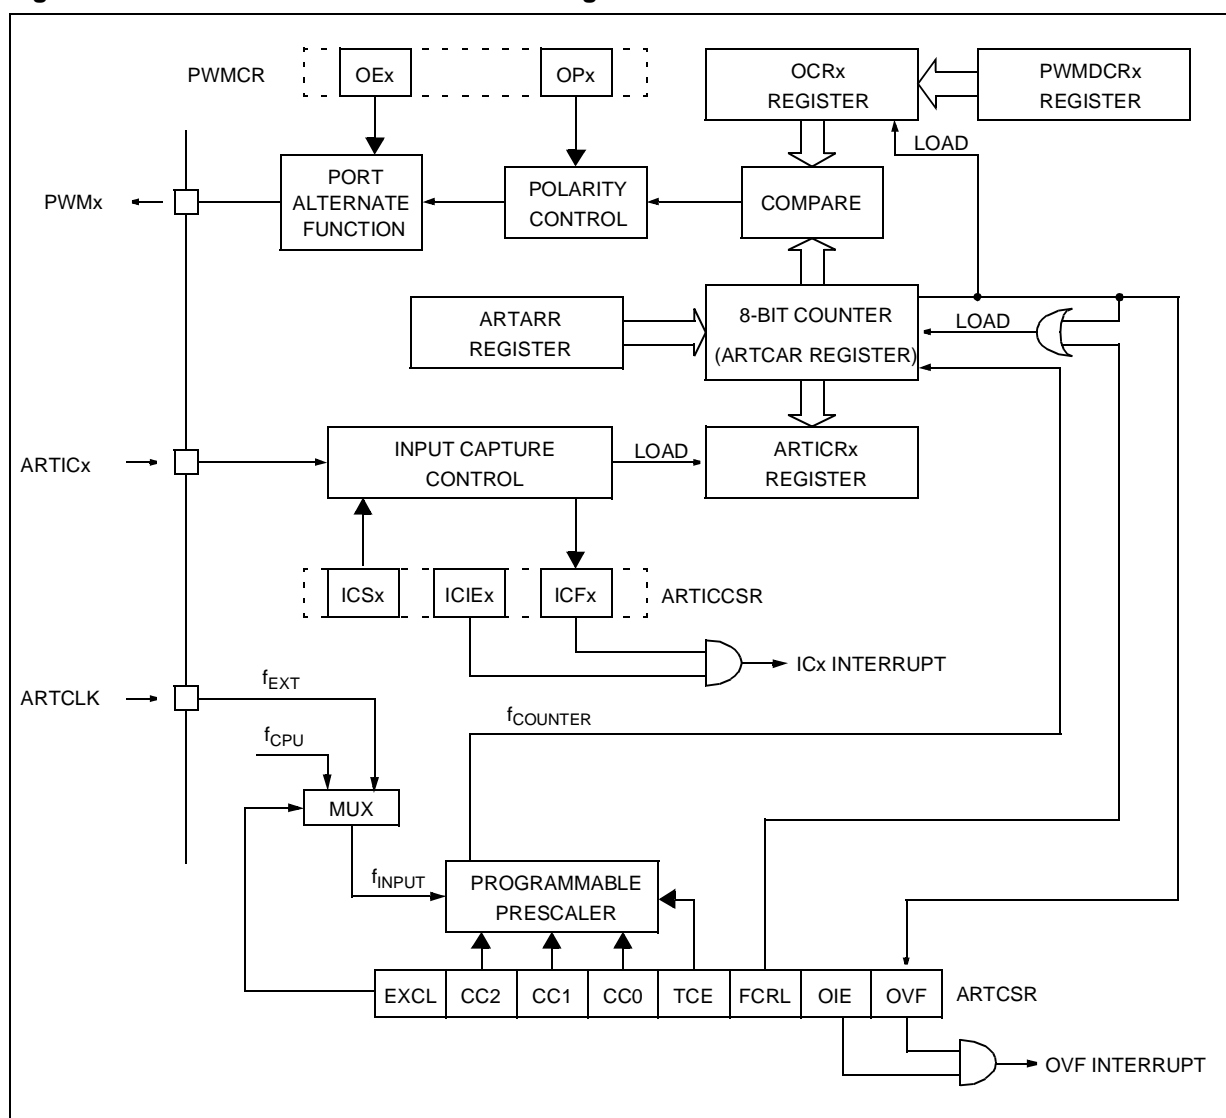 PWMCR
OEx
OPx
OCRx
REGISTER
PWMDCRx
REGISTER
LOAD
PWMx
PORT
ALTERNATE
FUNCTION
POLARITY
CONTROL
COMPARE
ARTARR
REGISTER
8-BIT COUNTER
(ARTCAR REGISTER)
LOAD
ARTICx
INPUT CAPTURE
CONTROL
LOAD
ARTICRx
REGISTER
ICSx
ICIEx
ICFx
ARTICCSR
ICx INTERRUPT
ARTCLK
fEXT
fCOUNTER
fCPU
MUX
fINPUT
PROGRAMMABLE
PRESCALER
EXCL
CC2
CC1
CC0
TCE
FCRL
OIE
OVF
ARTCSR
OVF INTERRUPT